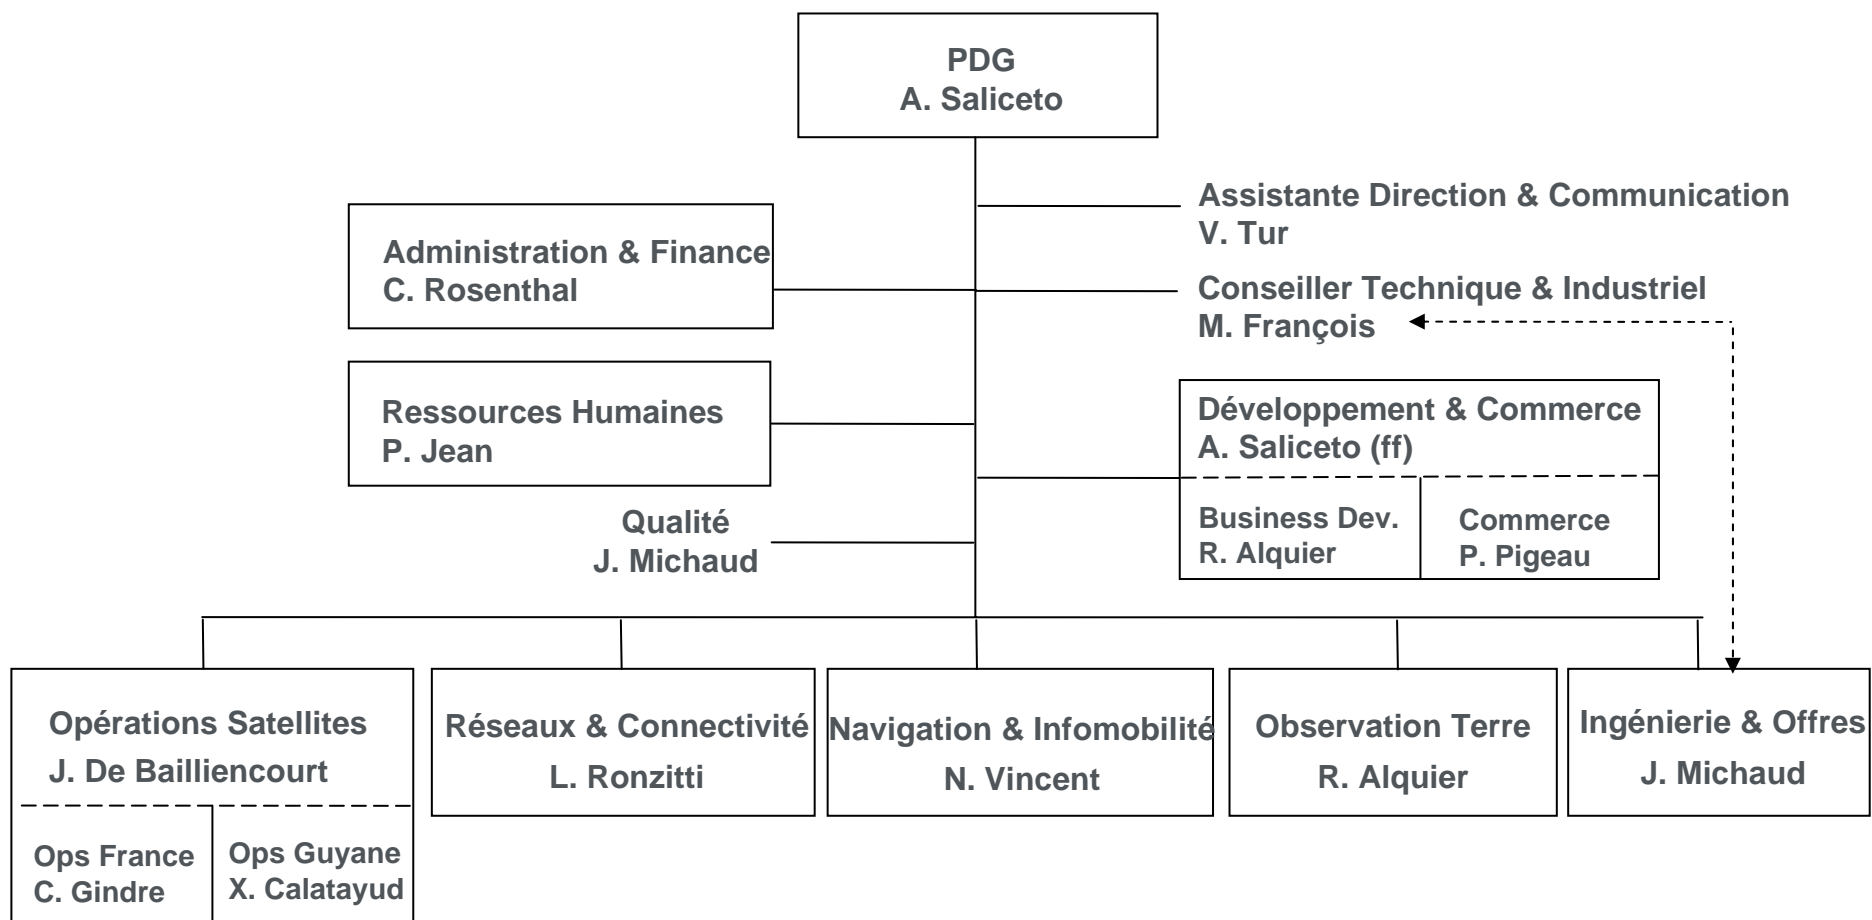 PDG
A. Saliceto
Assistante Direction & Communication
V. Tur
Administration & Finance
C. Rosenthal
Conseiller Technique & Industriel
M. François
Ressources Humaines
P. Jean
Développement & Commerce
A. Saliceto (ff)
Business Dev.
R. Alquier
Commerce
P. Pigeau
Qualité
J. Michaud
Opérations Satellites
J. De Bailliencourt
Ops France
C. Gindre
Ops Guyane
X. Calatayud
Réseaux & Connectivité
L. Ronzitti
Navigation & Infomobilité
N. Vincent
Observation Terre
R. Alquier
Ingénierie & Offres
J. Michaud